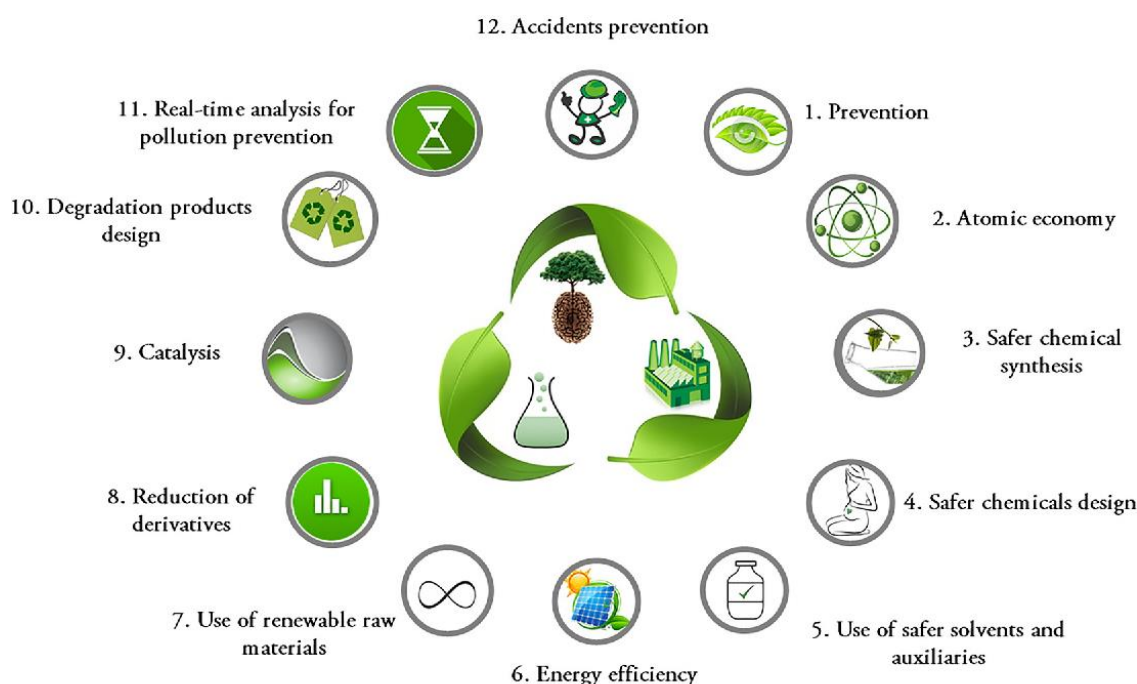 12. Accidents prevention
1. Prevention
2. Atomic economy
3. Safer chemical
synthesis
4. Safer chemicals design
5. Use of safer solvents and
auxiliaries
6. Energy efficiency
7. Use of renewable raw
materials
8. Reduction of
derivatives
9. Catalysis
10. Degradation products
design
11. Real-time analysis for
pollution prevention